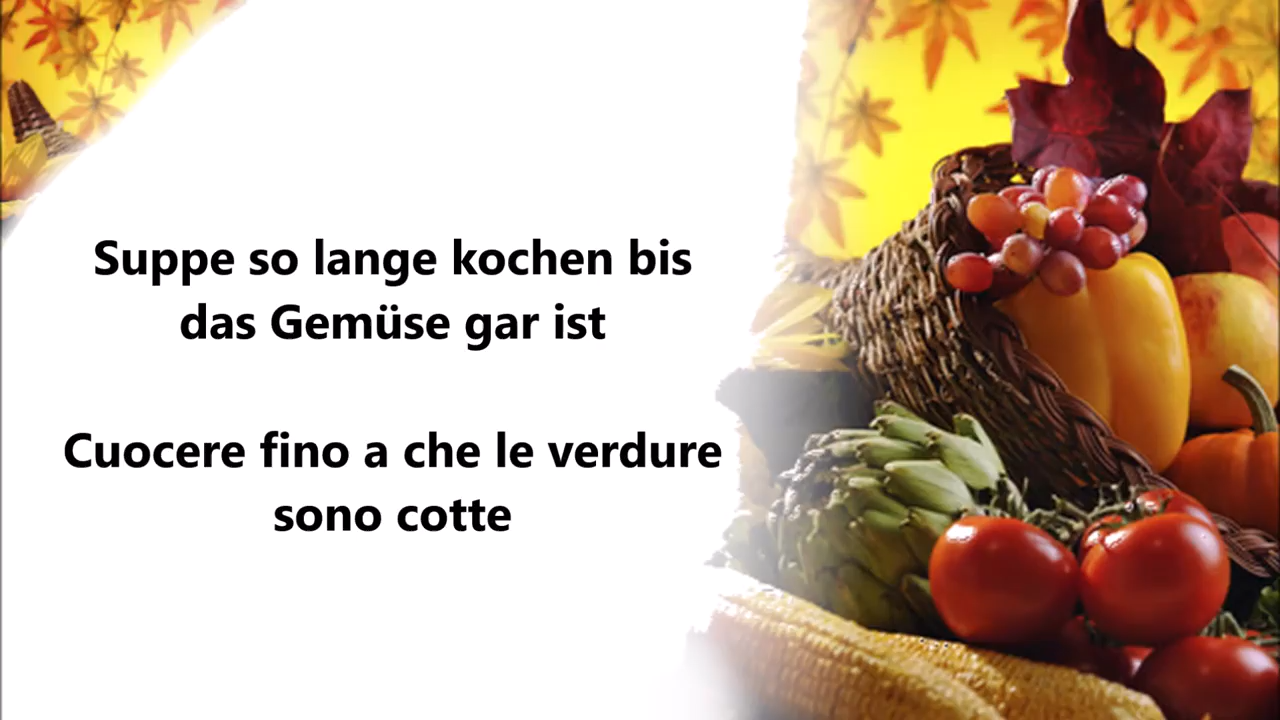 Suppe so lange kochen bis
das Gemüse gar ist
Cuocere fino a che le verdure
sono cotte